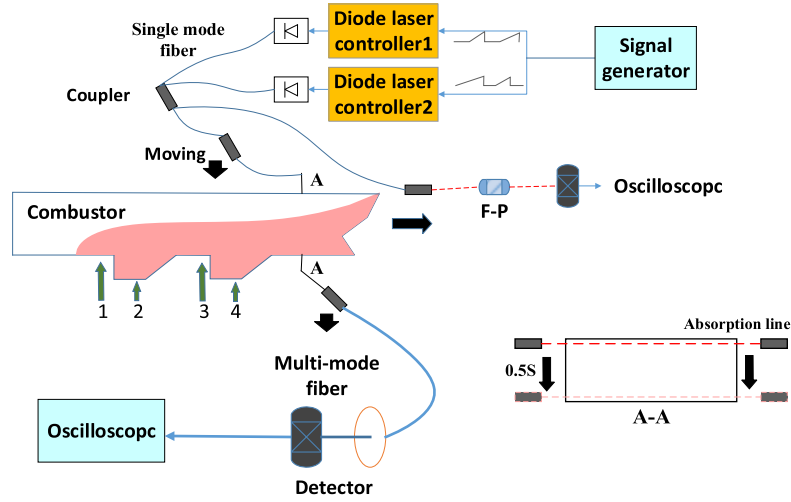 Single mode
fiber
Diode laser
controller1
Signal
generator
Diode laser
controller2
Coupler
Moving
A
Oscilloscopc
F-P
Combustor
A
1
2
3
4
Absorption line
0.5S
A-A
Multi-mode
fiber
Oscilloscopc
Detector